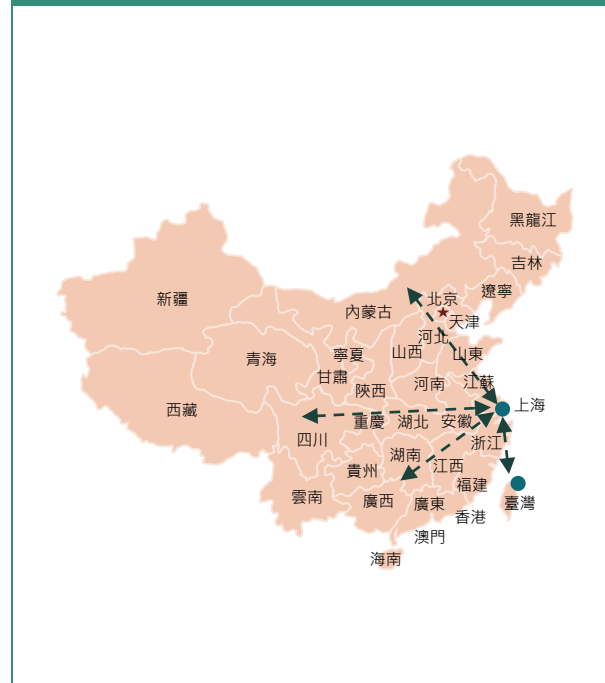 黑龍江
吉林
遼寧
北京
新疆
內蒙古
天津
河北
山西
山東
寧夏
青海
甘肅
陝西
河南
江蘇
西藏
上海
重慶
湖北
安徽
四川
浙江
湖南
江西
貴州
福建
雲南
廣西
廣東
臺灣
香港
澳門
海南